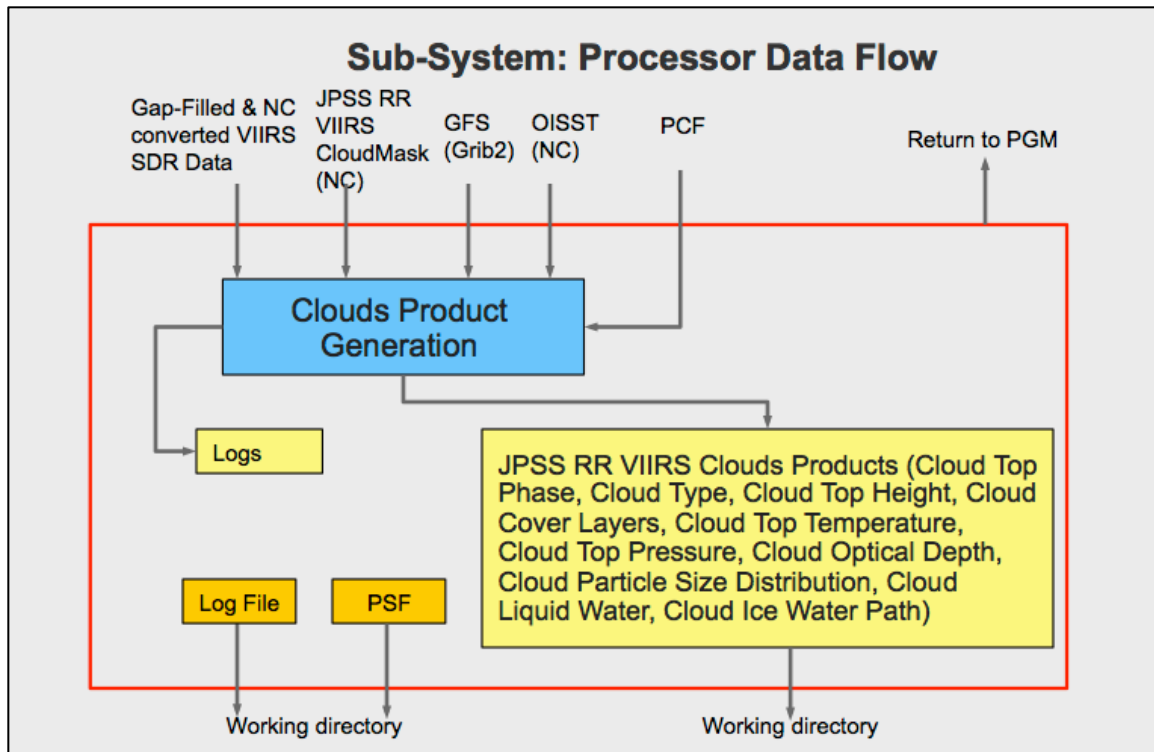 Sub-System: Processor Data Flow
Gap-Filled & NC
converted VIIRS
SDR Data
JPSS RR
VIIRS
CloudMask
(NC)
GFS
(Grib2)
OISST
(NC)
PCF
Return to PGM
Clouds Product
Generation
Logs
JPSS RR VIIRS Clouds Products (Cloud Top
Phase, Cloud Type, Cloud Top Height, Cloud
Cover Layers, Cloud Top Temperature,
Cloud Top Pressure, Cloud Optical Depth,
Cloud Particle Size Distribution, Cloud
Liquid Water, Cloud Ice Water Path)
Log File
PSF
Working directory
Working directory